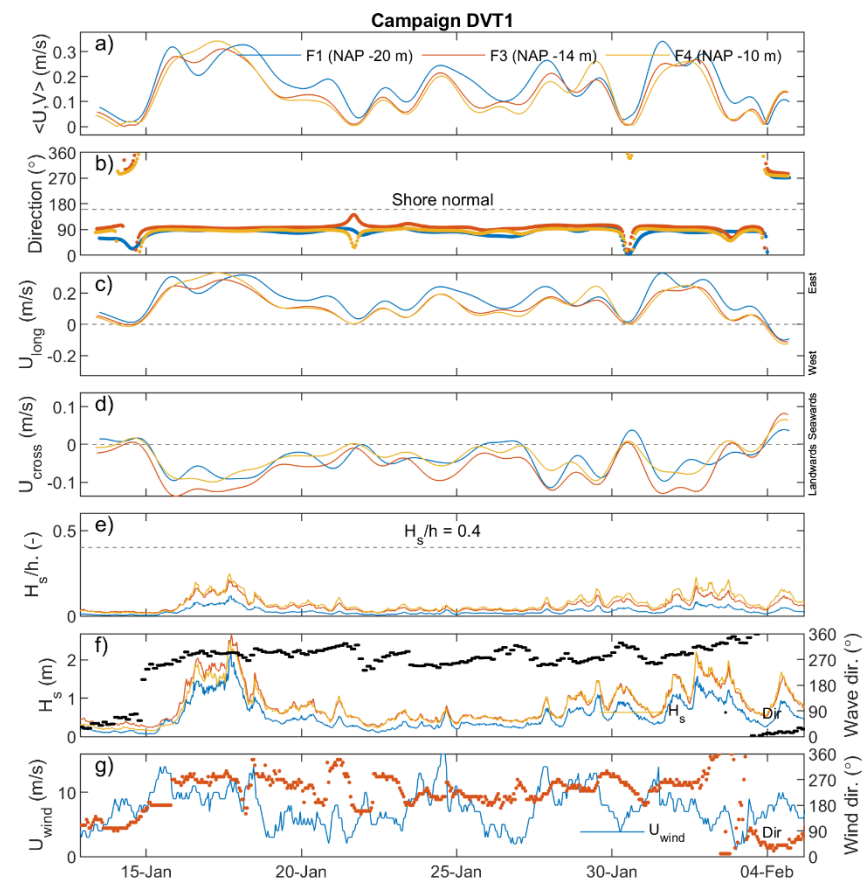 Campaign DVT1
a)
F1 (NAP -20 m)
F3 (NAP -14 m)
F4 (NAP -10 m)
<U,V> (m/s)
0.3
0.2
0.1
0
b)
Shore normal
Direction (°)
360
270
180
90
0
c)
U_long (m/s)
0.2
0
-0.2
East
West
d)
U_cross (m/s)
0.1
0
-0.1
Seawards
Landwards
e)
H_s/h = 0.4
H_s/h. (-)
0.5
0
f)
H_s (m)
2
1
0
H_s
Dir
360
270
180
90
0
Wave dir. (°)
g)
U_wind (m/s)
10
0
U_wind
Dir
360
270
180
90
0
Wind dir. (°)
15-Jan
20-Jan
25-Jan
30-Jan
04-Feb